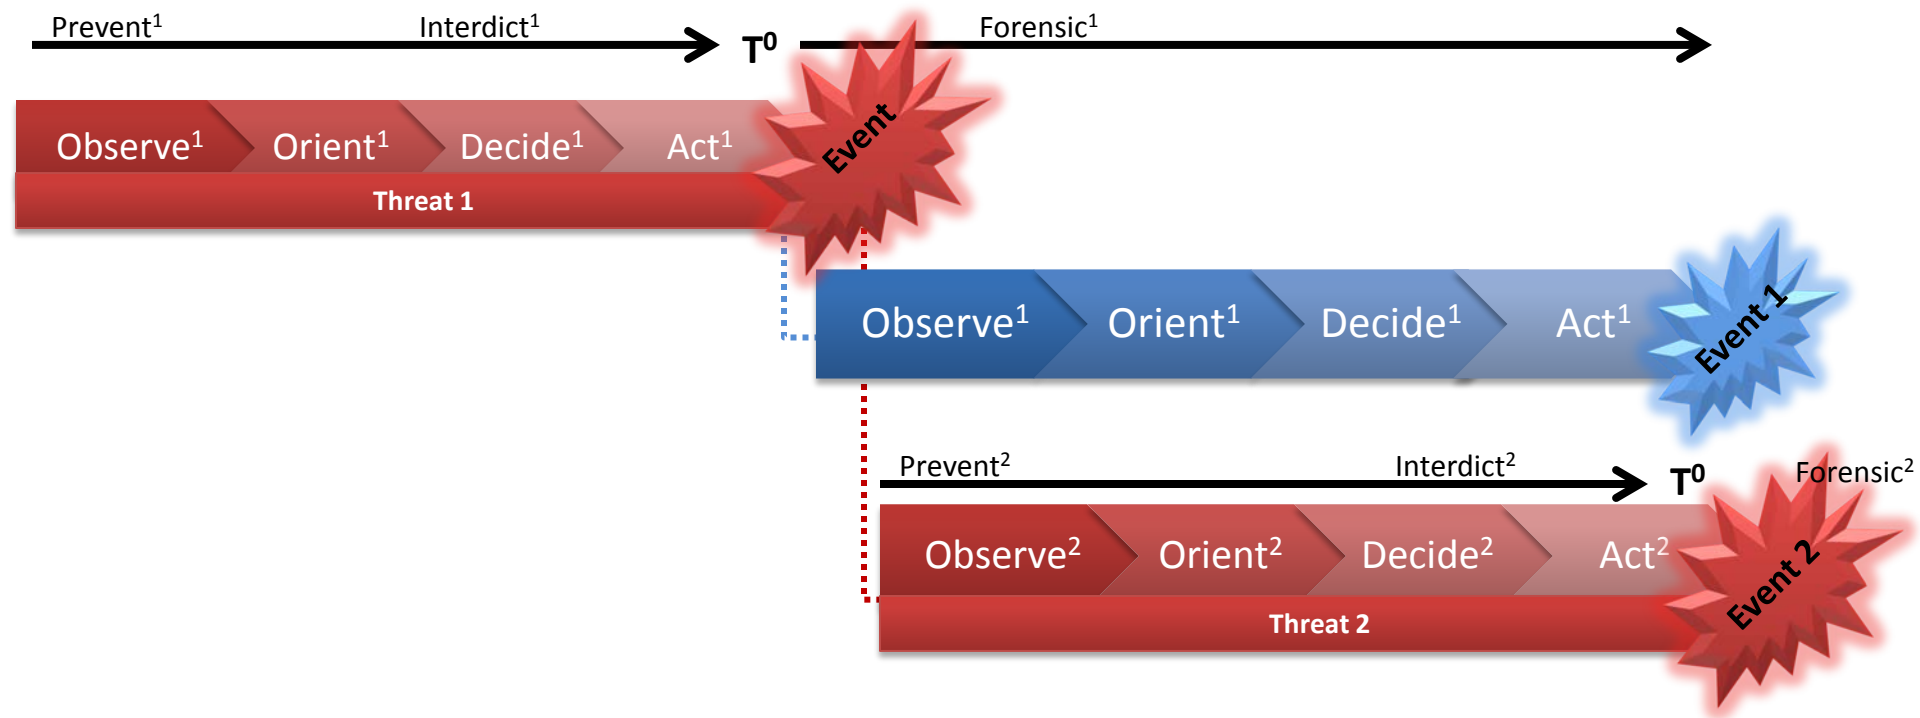 Prevent¹ Interdict¹ T⁰ Forensic¹
Observe¹ Orient¹ Decide¹ Act¹ Event
Threat 1
Observe¹ Orient¹ Decide¹ Act¹ Event 1
Prevent² Interdict² T⁰ Forensic²
Observe² Orient² Decide² Act² Event 2
Threat 2